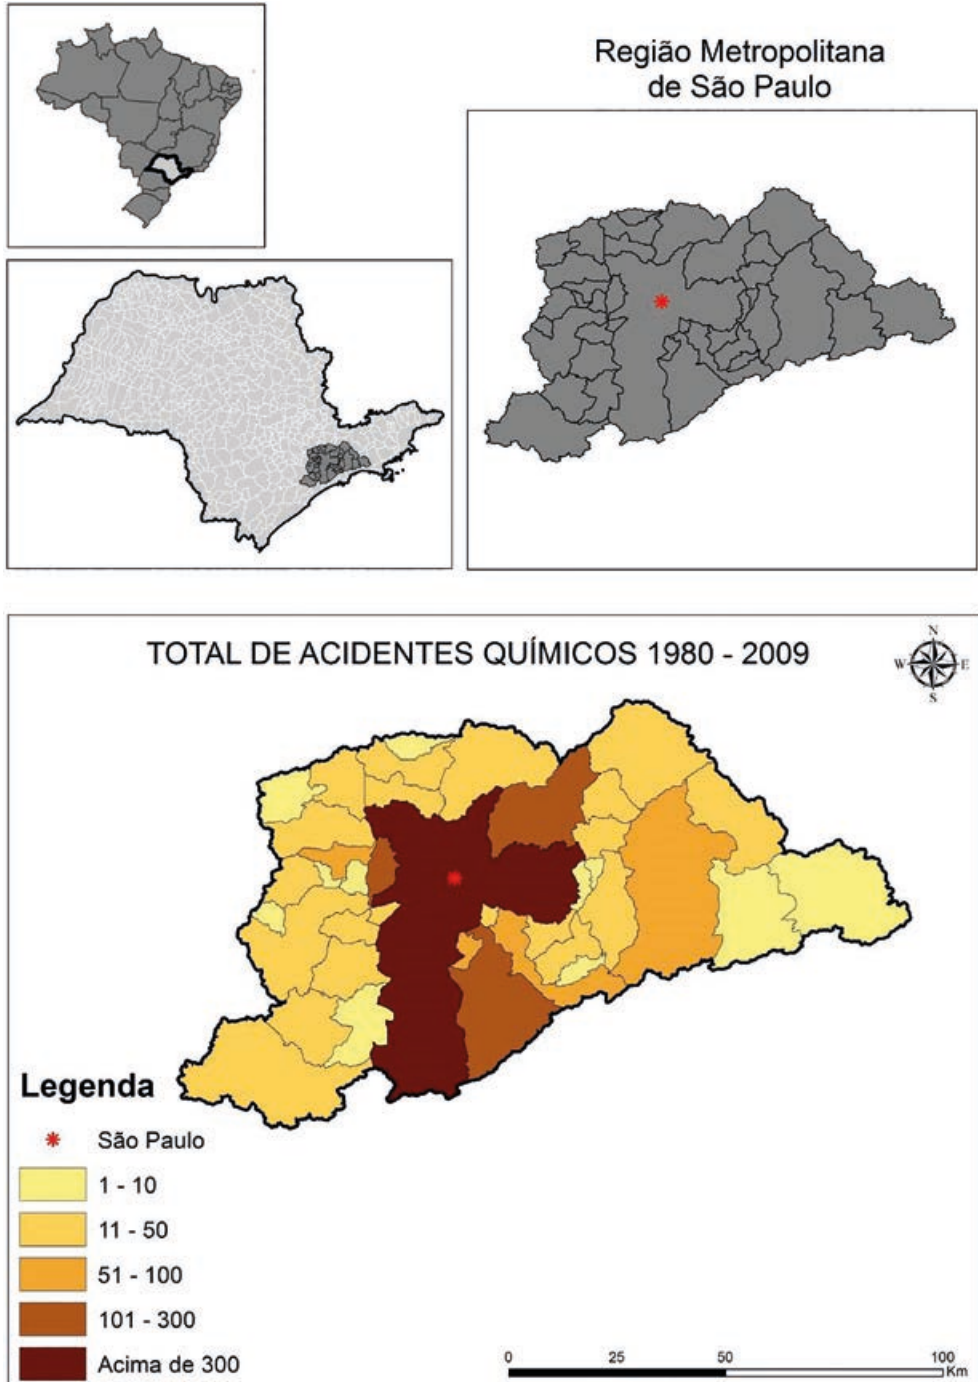 Região Metropolitana
de São Paulo
TOTAL DE ACIDENTES QUÍMICOS 1980 - 2009
N
W
E
S
Legenda
São Paulo
1 - 10
11 - 50
51 - 100
101 - 300
Acima de 300
0 25 50 100
Km